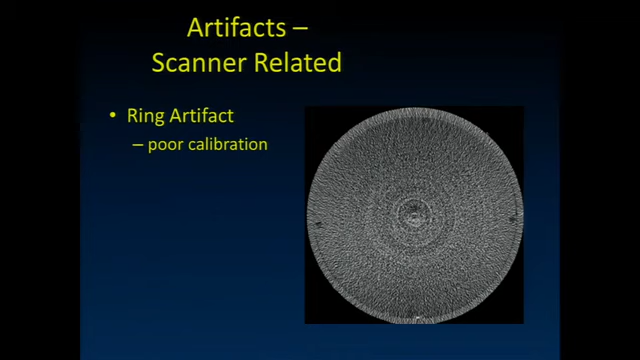 Artifacts –
Scanner Related
• Ring Artifact
– poor calibration